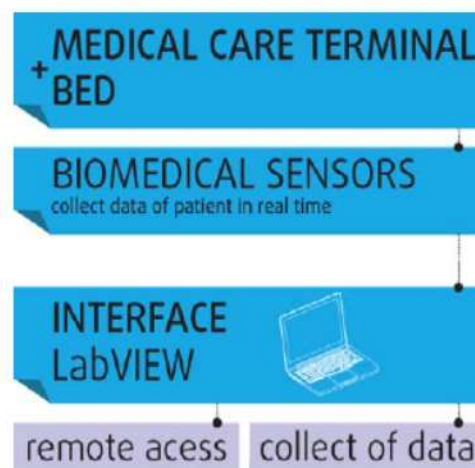 + MEDICAL CARE TERMINAL
BED
BIOMEDICAL SENSORS
collect data of patient in real time
INTERFACE
LabVIEW
remote acess
collect of data